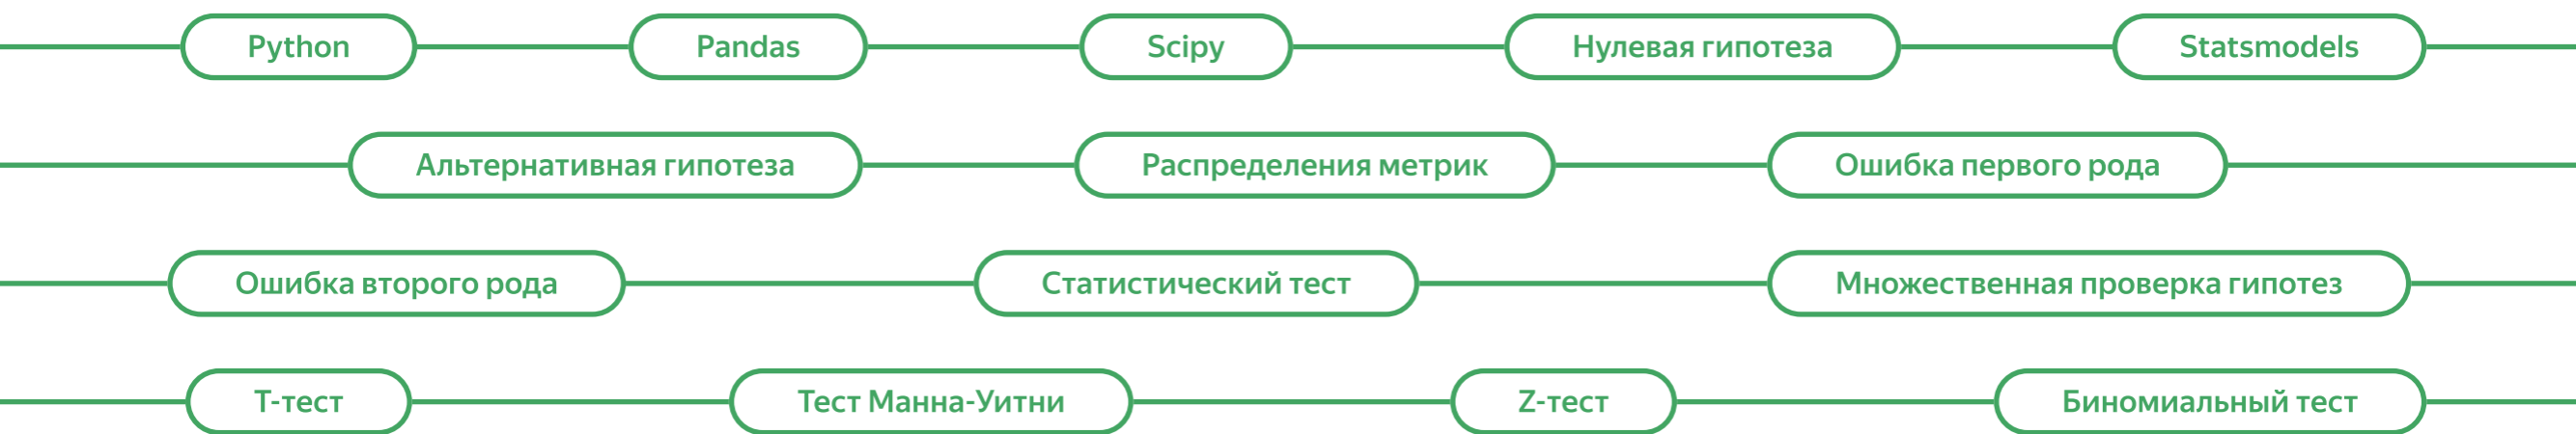 Python Pandas Scipy Нулевая гипотеза Statsmodels
Альтернативная гипотеза Распределения метрик Ошибка первого рода
Ошибка второго рода Статистический тест Множественная проверка гипотез
Т-тест Тест Манна-Уитни Z-тест Биномиальный тест